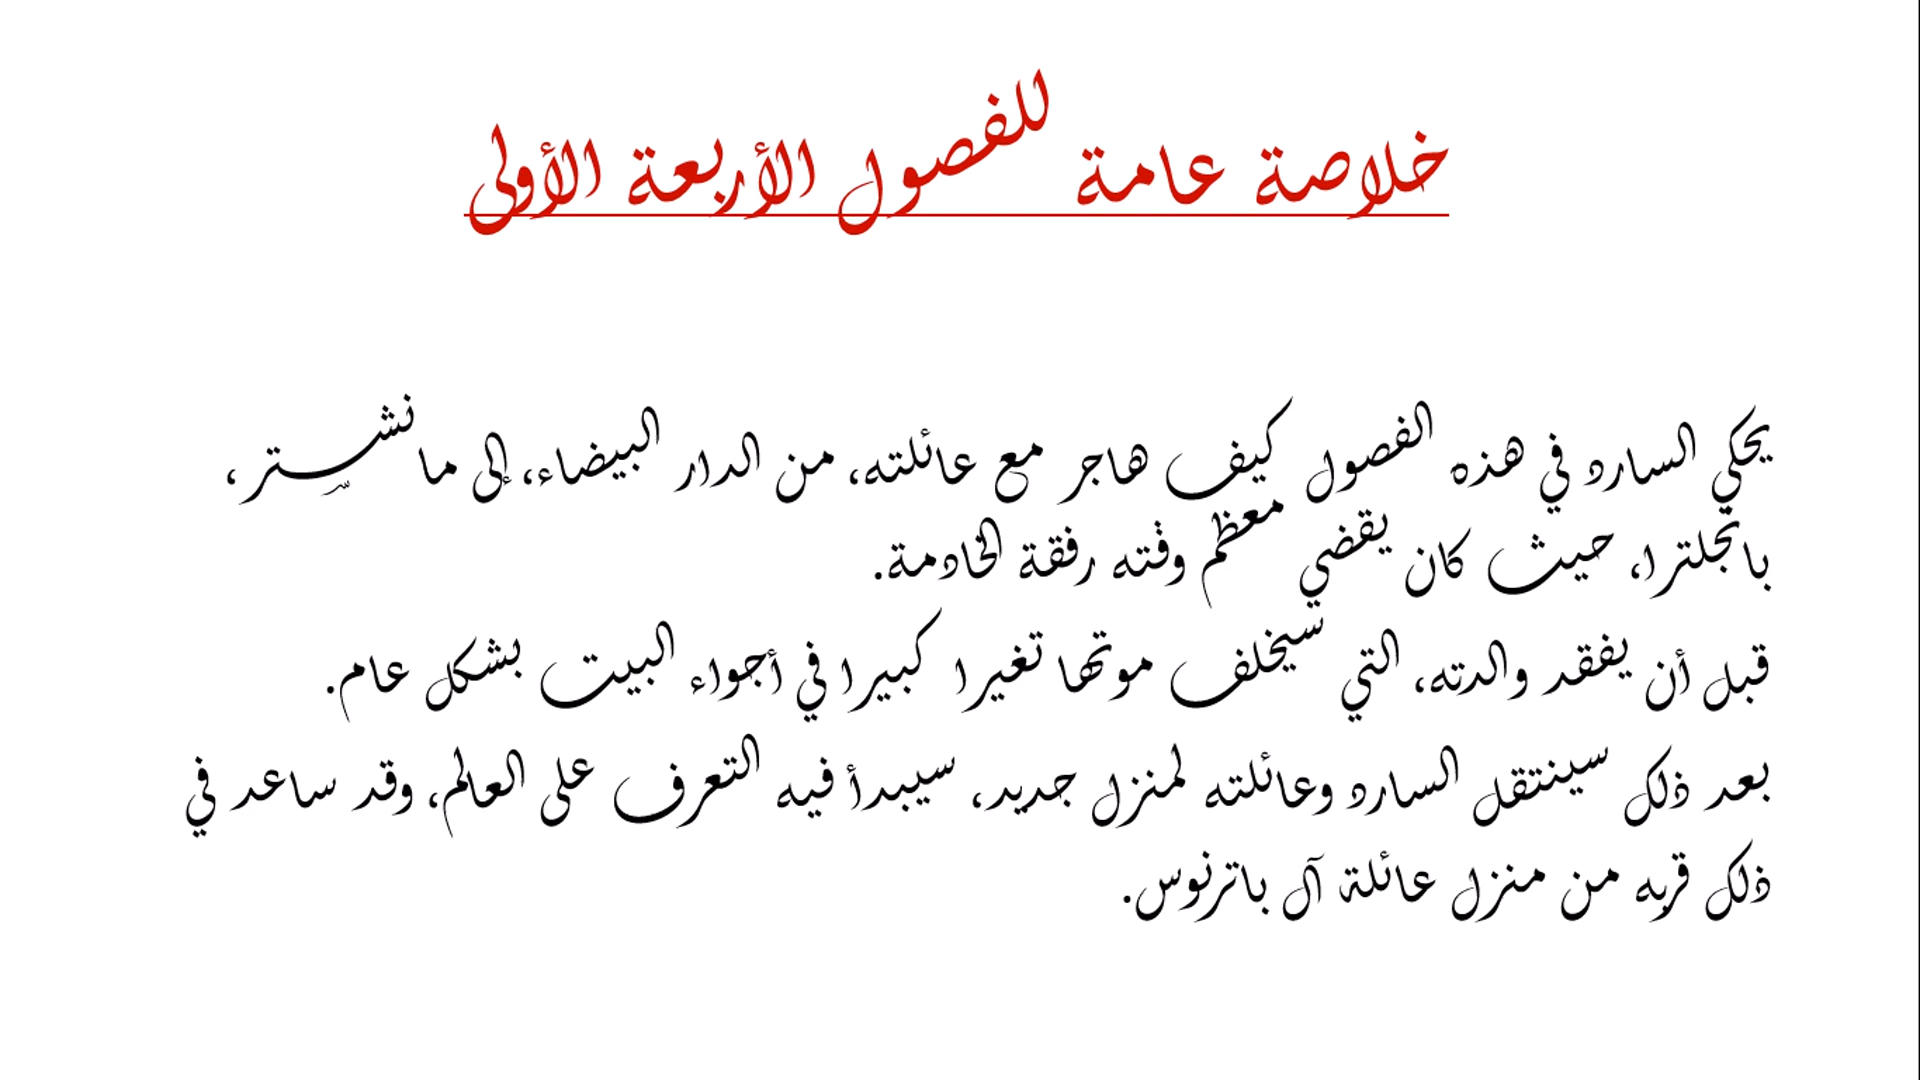 خلاصة عامة للفصول الأربعة الأولى
يحكي السارد في هذه الفصول كيف هاجر مع عائلته، من الدار البيضاء، إلى مانشِّستر،
بانجلترا، حيث كان يقضي معظم وقته رفقة الخادمة.
قبل أن يفقد والدته، التي سيخلف موتها تغيرا كبيرا في أجواء البيت بشكل عام.
بعد ذلك سينتقل السارد وعائلته لمنزل جديد، سيبدأ فيه التعرف على العالم، وقد ساعد في
ذلك قربه من منزل عائلة آل باترنوس.